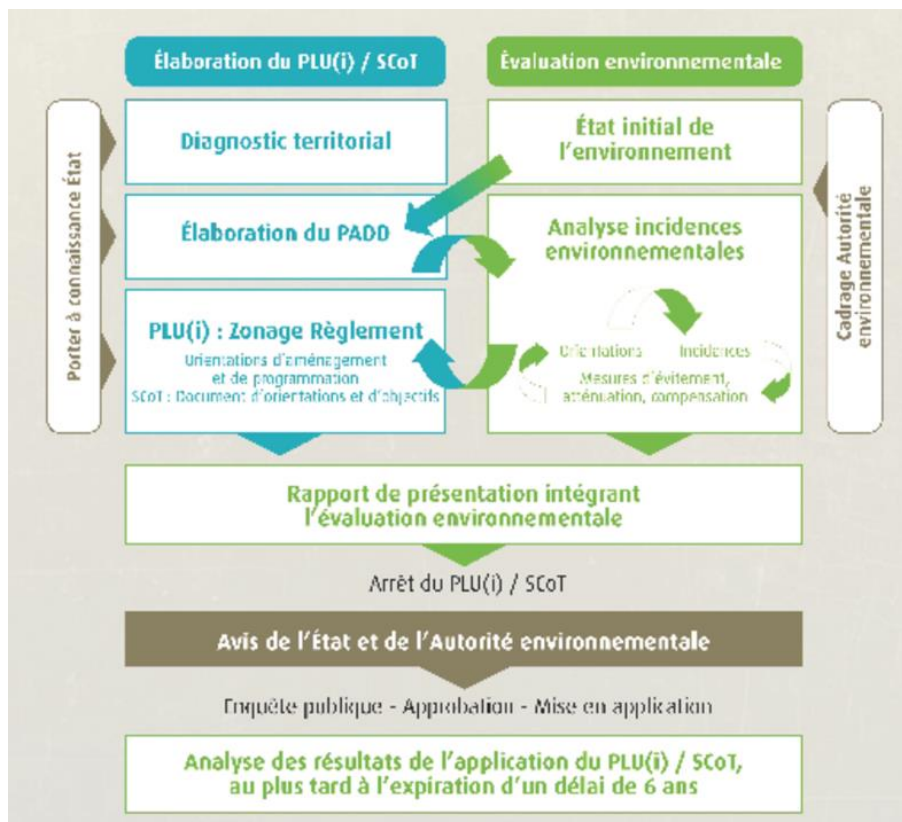 Élaboration du PLU(i) / SCoT
Évaluation environnementale
Porter à connaissance État
Diagnostic territorial
État initial de
l'environnement
Élaboration du PADD
Analyse incidences
environnementales
PLU(i) : Zonage Règlement
Orientations d'aménagement
et de programmation
SCoT : Document d'orientations et d'objectifs
Orientations
Incidences
Mesures d'évitement,
atténuation, compensation
Cadrage Autorité
environnementale
Rapport de présentation intégrant
l'évaluation environnementale
Arrêt du PLU(i) / SCoT
Avis de l'État et de l'Autorité environnementale
Enquête publique - Approbation - Mise en application
Analyse des résultats de l'application du PLU(i) / SCoT,
au plus tard à l'expiration d'un délai de 6 ans